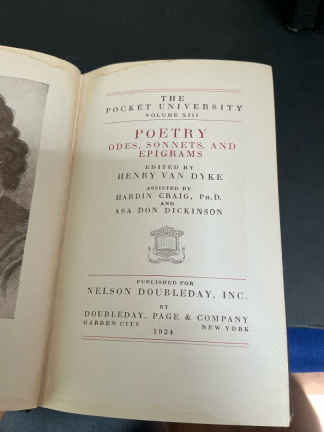 THE
POCKET UNIVERSITY
VOLUME XIII
POETRY
ODES, SONNETS, AND
EPIGRAMS
EDITED BY
HENRY VAN DYKE
ASSISTED BY
HARDIN CRAIG, Ph.D.
AND
ASA DON DICKINSON
PUBLISHED FOR
NELSON DOUBLEDAY, INC.
BY
DOUBLEDAY, PAGE & COMPANY
GARDEN CITY NEW YORK
1924